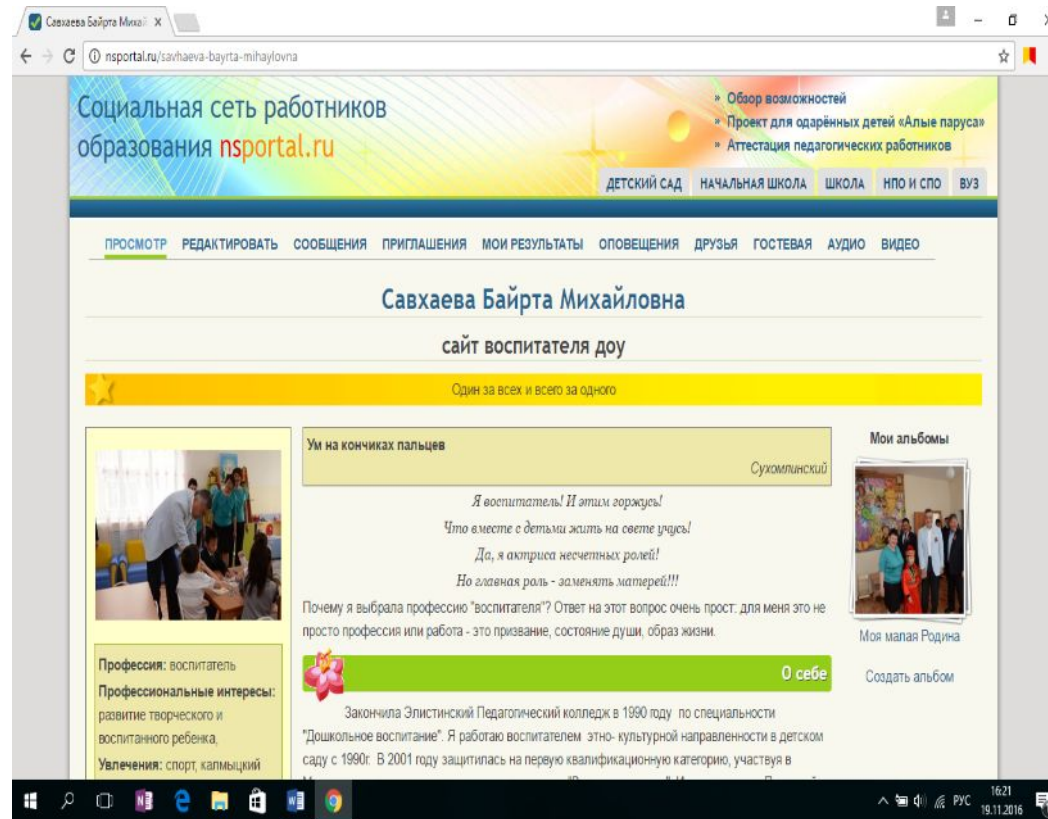 Савхаева Байрта Михай
nsportal.ru/savhaeva-bayrta-mihaylovna
Социальная сеть работников
образования nsportal.ru
» Обзор возможностей
» Проект для одарённых детей «Алые паруса»
» Аттестация педагогических работников
ДЕТСКИЙ САД НАЧАЛЬНАЯ ШКОЛА ШКОЛА НПО И СПО ВУЗ
ПРОСМОТР РЕДАКТИРОВАТЬ СООБЩЕНИЯ ПРИГЛАШЕНИЯ МОИ РЕЗУЛЬТАТЫ ОПОВЕЩЕНИЯ ДРУЗЬЯ ГОСТЕВАЯ АУДИО ВИДЕО
Савхаева Байрта Михайловна
сайт воспитателя доу
Один за всех и всего за одного
Профессия: воспитатель
Профессиональные интересы:
развитие творческого и
воспитанного ребенка,
Увлечения: спорт, калмыцкий
Ум на кончиках пальцев
Сухомлинский
Я воспитатель! И этим горжусь!
Что вместе с детьми жить на свете учусь!
Да, я актриса несчетных ролей!
Но главная роль - заменять матерей!!!
Почему я выбрала профессию "воспитателя"? Ответ на этот вопрос очень прост: для меня это не
просто профессия или работа - это призвание, состояние души, образ жизни.
О себе
Закончила Элистинский Педагогический колледж в 1990 году по специальности
"Дошкольное воспитание". Я работаю воспитателем этно- культурной направленности в детском
саду с 1990г. В 2001 году защитилась на первую квалификационную категорию, участвуя в
Мои альбомы
Моя малая Родина
Создать альбом
РУС
16:21
19.11.2016